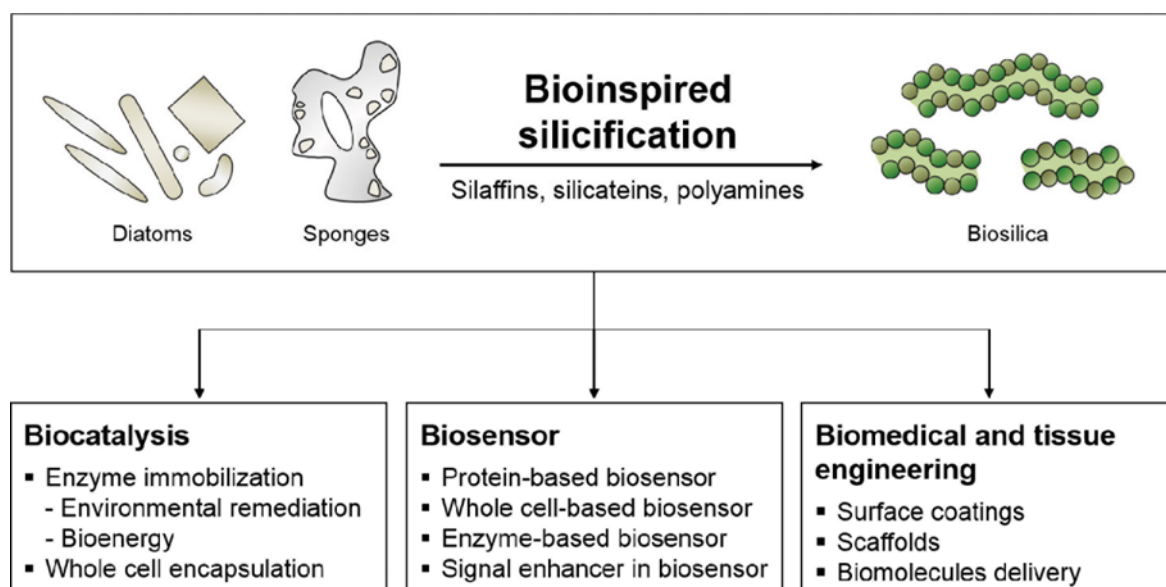 Bioinspired
silicification
Silaffins, silicateins, polyamines
Diatoms
Sponges
Biosilica
Biocatalysis
▪ Enzyme immobilization
- Environmental remediation
- Bioenergy
▪ Whole cell encapsulation
Biosensor
▪ Protein-based biosensor
▪ Whole cell-based biosensor
▪ Enzyme-based biosensor
▪ Signal enhancer in biosensor
Biomedical and tissue
engineering
▪ Surface coatings
▪ Scaffolds
▪ Biomolecules delivery